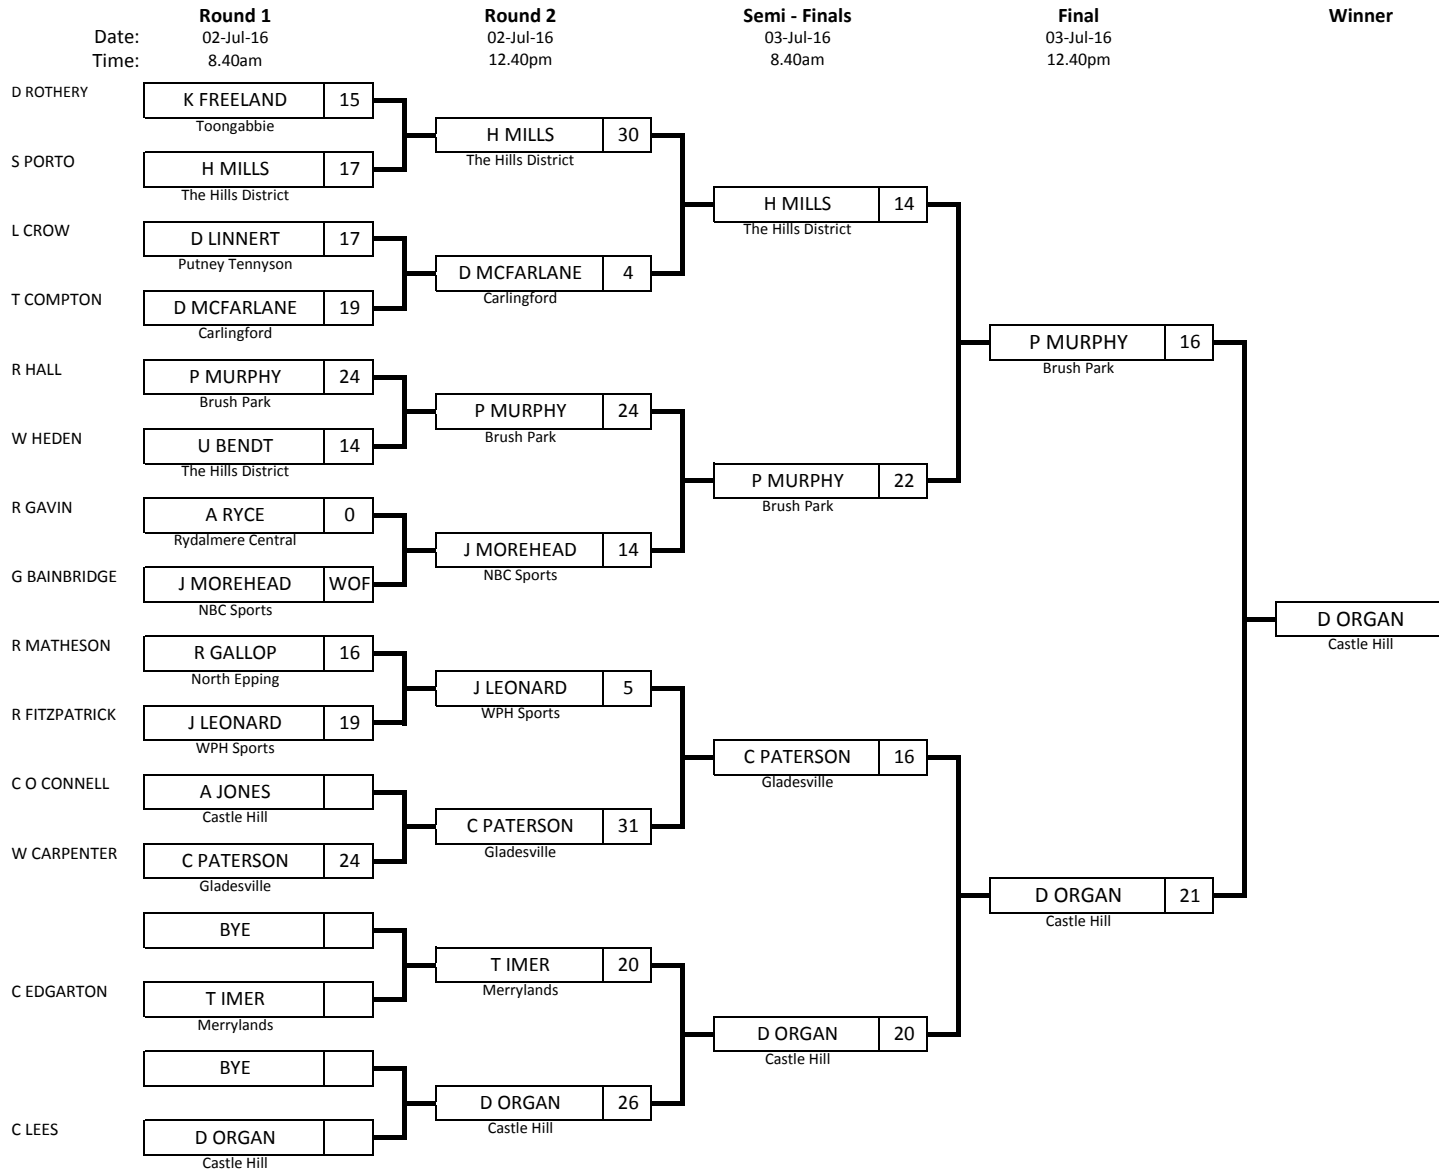 Round 1 Round 2 Semi - Finals Final Winner
Date: 02-Jul-16 02-Jul-16 03-Jul-16 03-Jul-16
Time: 8.40am 12.40pm 8.40am 12.40pm
D ROTHERY K FREELAND 15
Toongabbie
H MILLS 30
The Hills District
S PORTO H MILLS 17
The Hills District
H MILLS 14
The Hills District
L CROW D LINNERT 17
Putney Tennyson
D MCFARLANE 4
Carlingford
T COMPTON D MCFARLANE 19
Carlingford
P MURPHY 16
Brush Park
R HALL P MURPHY 24
Brush Park
P MURPHY 24
Brush Park
W HEDEN U BENDT 14
The Hills District
P MURPHY 22
Brush Park
R GAVIN A RYCE 0
Rydalmere Central
J MOREHEAD 14
NBC Sports
G BAINBRIDGE J MOREHEAD WOF
NBC Sports
D ORGAN
Castle Hill
R MATHESON R GALLOP 16
North Epping
J LEONARD 5
WPH Sports
R FITZPATRICK J LEONARD 19
WPH Sports
C PATERSON 16
Gladesville
C O CONNELL A JONES
Castle Hill
C PATERSON 31
Gladesville
W CARPENTER C PATERSON 24
Gladesville
D ORGAN 21
Castle Hill
BYE
T IMER 20
Merrylands
C EDGARTON T IMER
Merrylands
D ORGAN 20
Castle Hill
BYE
D ORGAN 26
Castle Hill
C LEES D ORGAN
Castle Hill